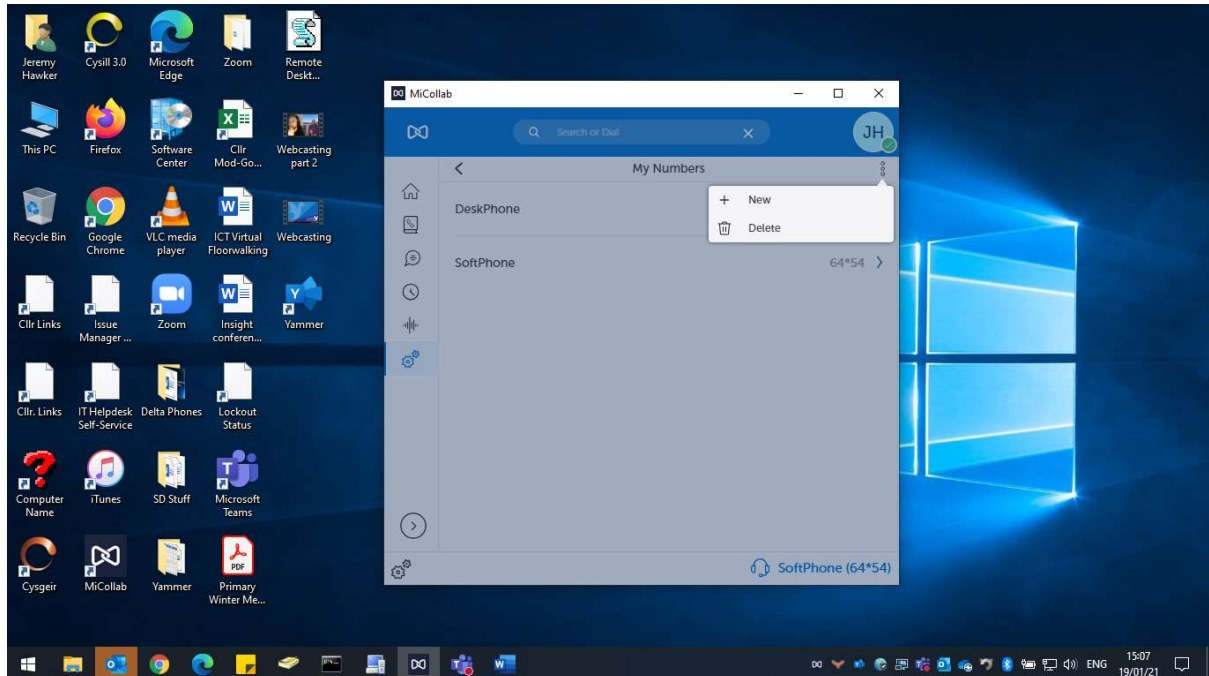 Jeremy
Hawker
Cysill 3.0
Microsoft
Edge
Zoom
Remote
Deskt...
This PC
Firefox
Software
Center
Cllr
Mod-Go...
Webcasting
part 2
Recycle Bin
Google
Chrome
VLC media
player
ICT Virtual
Floorwalking
Webcasting
Cllr Links
Issue
Manager ...
Zoom
Insight
conferen...
Yammer
Cllr. Links
IT Helpdesk
Self-Service
Delta Phones
Lockout
Status
Computer
Name
iTunes
SD Stuff
Microsoft
Teams
Cysgeir
MiCollab
Yammer
PDF
Primary
Winter Me...
MiCollab
Search or Dial
JH
My Numbers
New
Delete
DeskPhone
SoftPhone 64*54
SoftPhone (64*54)
ENG
15:07
19/01/21